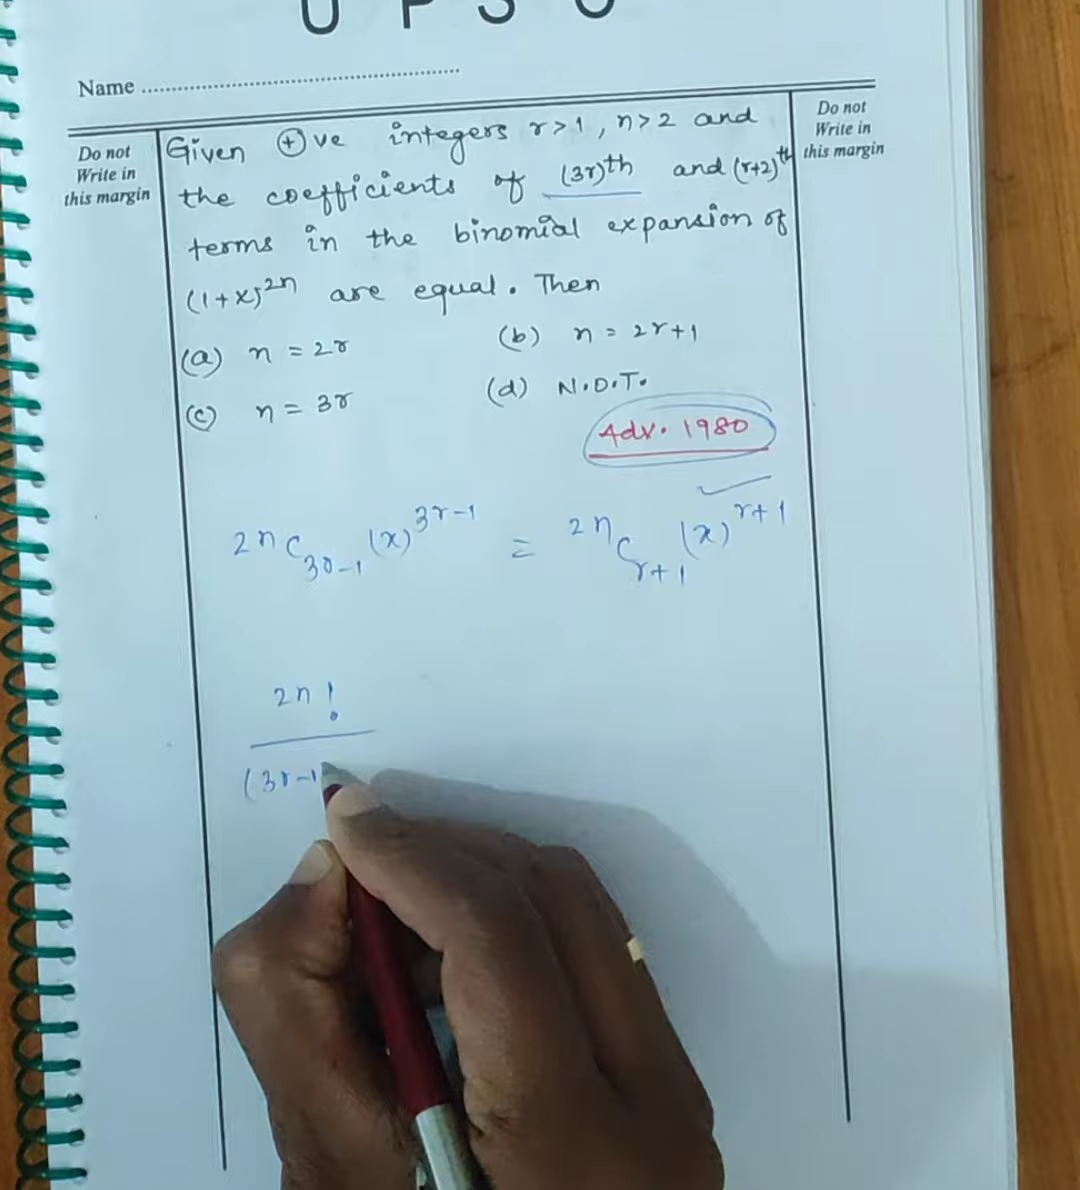 U P S C
Name
Do not
Write in
this margin
Do not
Write in
this margin
Given ⊕ve integers r>1, n>2 and
the coefficients of (3r)th and (r+2)th
terms in the binomial expansion of
(1+x)^2n are equal. Then
(a) n = 2r (b) n = 2r+1
(c) n = 3r (d) N.O.T.
Adv. 1980
2nC3r-1 (x)^3r-1 = 2nCr+1 (x)^r+1
2n!
(3r-1